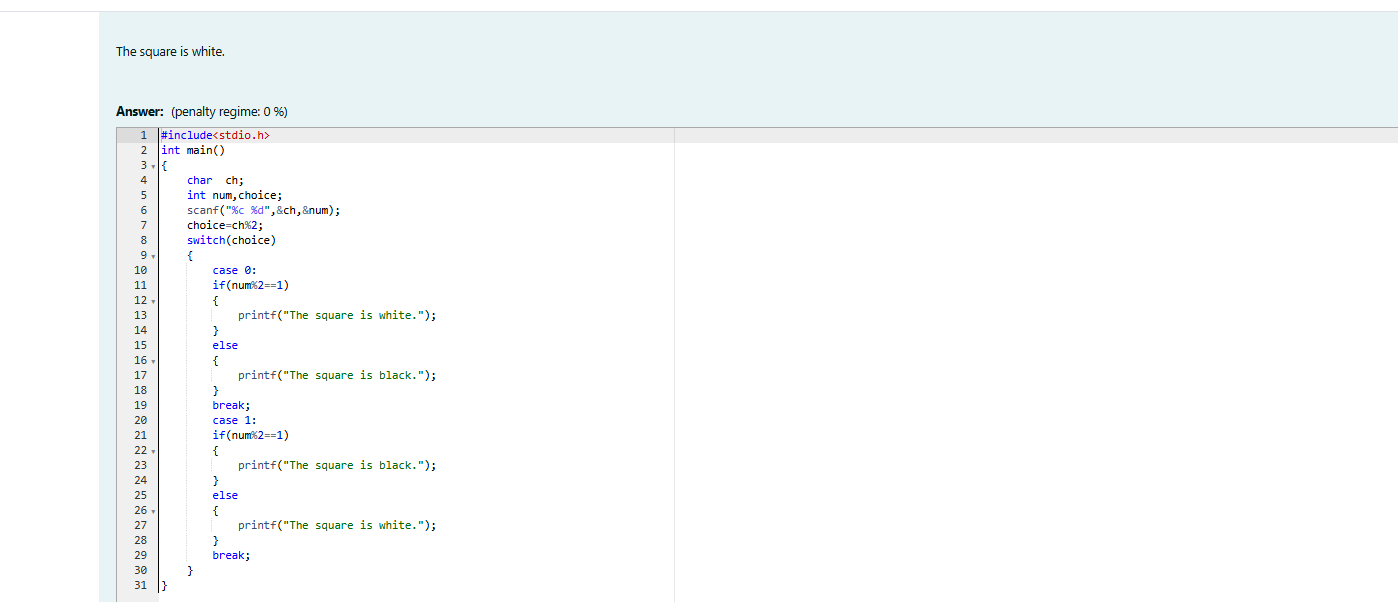 The square is white.
Answer: (penalty regime: 0 %)
1 #include<stdio.h>
2 int main()
3 {
4     char  ch;
5     int num,choice;
6     scanf("%c %d",&ch,&num);
7     choice=ch%2;
8     switch(choice)
9     {
10         case 0:
11         if(num%2==1)
12         {
13             printf("The square is white.");
14         }
15         else
16         {
17             printf("The square is black.");
18         }
19         break;
20         case 1:
21         if(num%2==1)
22         {
23             printf("The square is black.");
24         }
25         else
26         {
27             printf("The square is white.");
28         }
29         break;
30     }
31 }